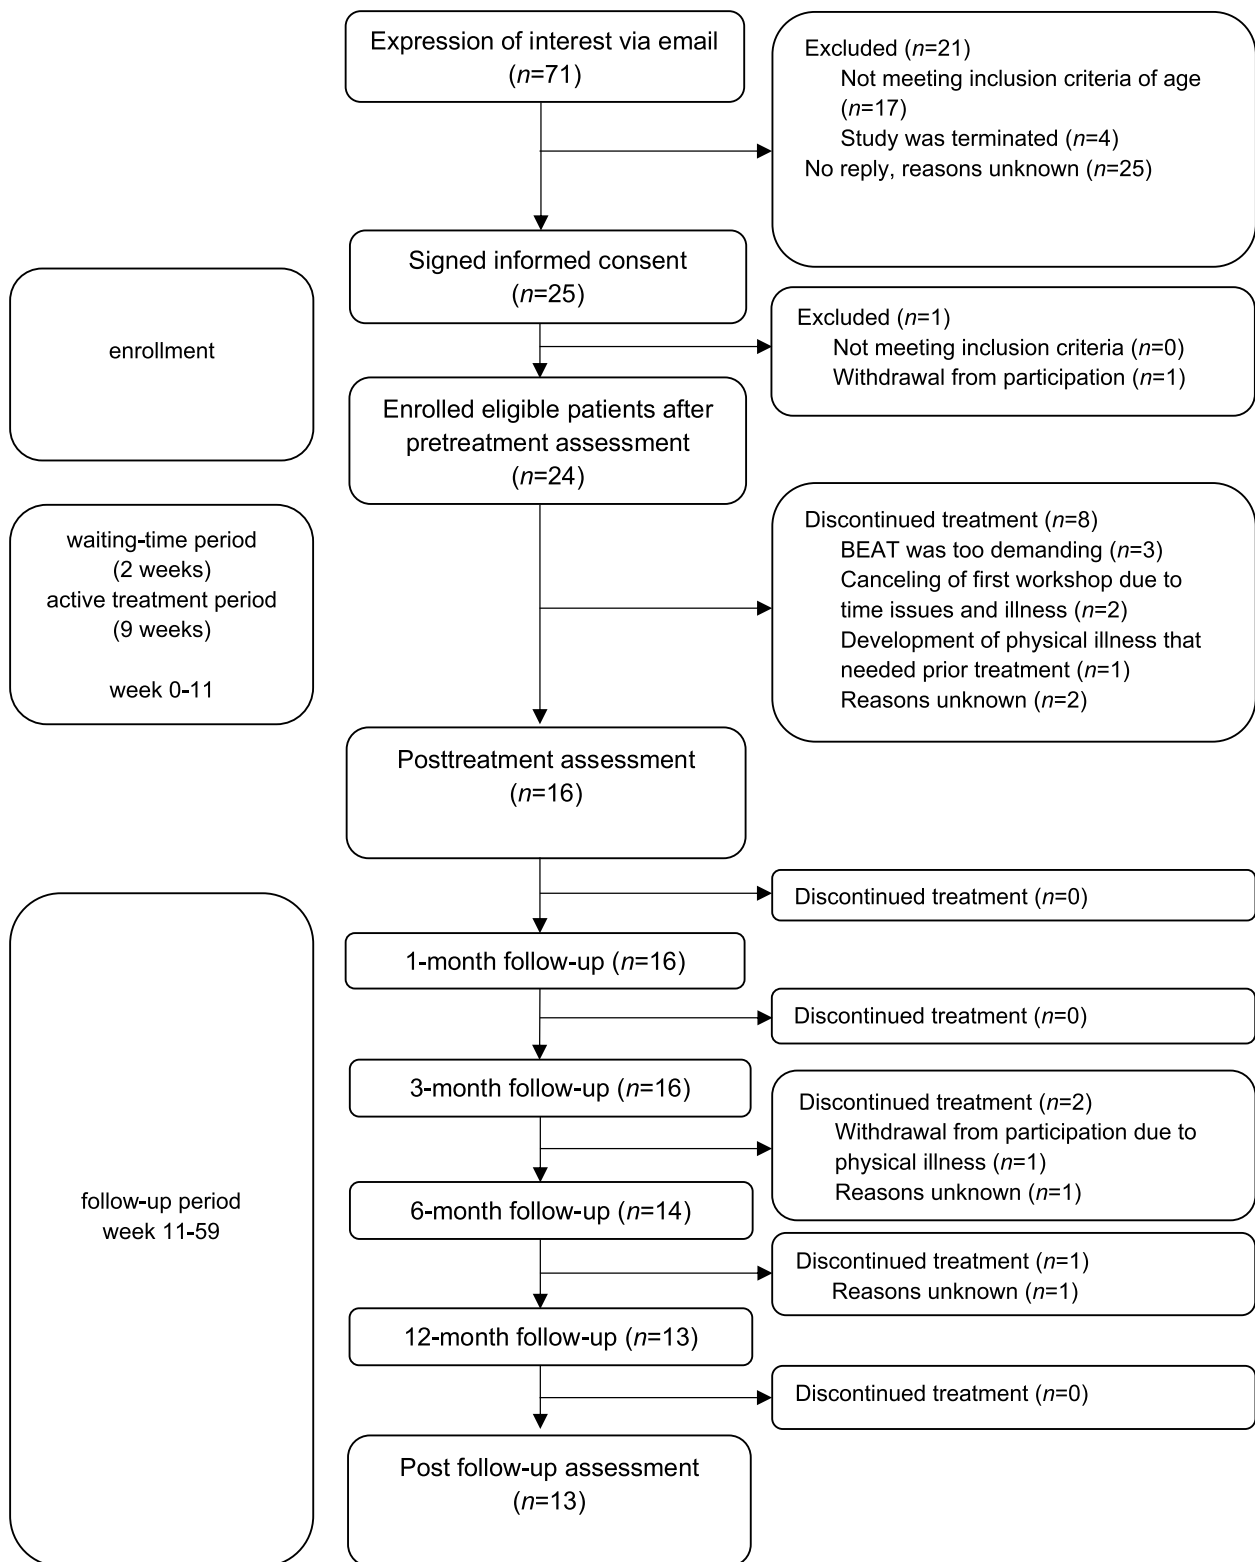 Expression of interest via email
(n=71)
Excluded (n=21)
Not meeting inclusion criteria of age
(n=17)
Study was terminated (n=4)
No reply, reasons unknown (n=25)
Signed informed consent
(n=25)
enrollment
Excluded (n=1)
Not meeting inclusion criteria (n=0)
Withdrawal from participation (n=1)
Enrolled eligible patients after
pretreatment assessment
(n=24)
waiting-time period
(2 weeks)
active treatment period
(9 weeks)
week 0-11
Discontinued treatment (n=8)
BEAT was too demanding (n=3)
Canceling of first workshop due to
time issues and illness (n=2)
Development of physical illness that
needed prior treatment (n=1)
Reasons unknown (n=2)
Posttreatment assessment
(n=16)
Discontinued treatment (n=0)
1-month follow-up (n=16)
Discontinued treatment (n=0)
3-month follow-up (n=16)
Discontinued treatment (n=2)
Withdrawal from participation due to
physical illness (n=1)
Reasons unknown (n=1)
follow-up period
week 11-59
6-month follow-up (n=14)
Discontinued treatment (n=1)
Reasons unknown (n=1)
12-month follow-up (n=13)
Discontinued treatment (n=0)
Post follow-up assessment
(n=13)